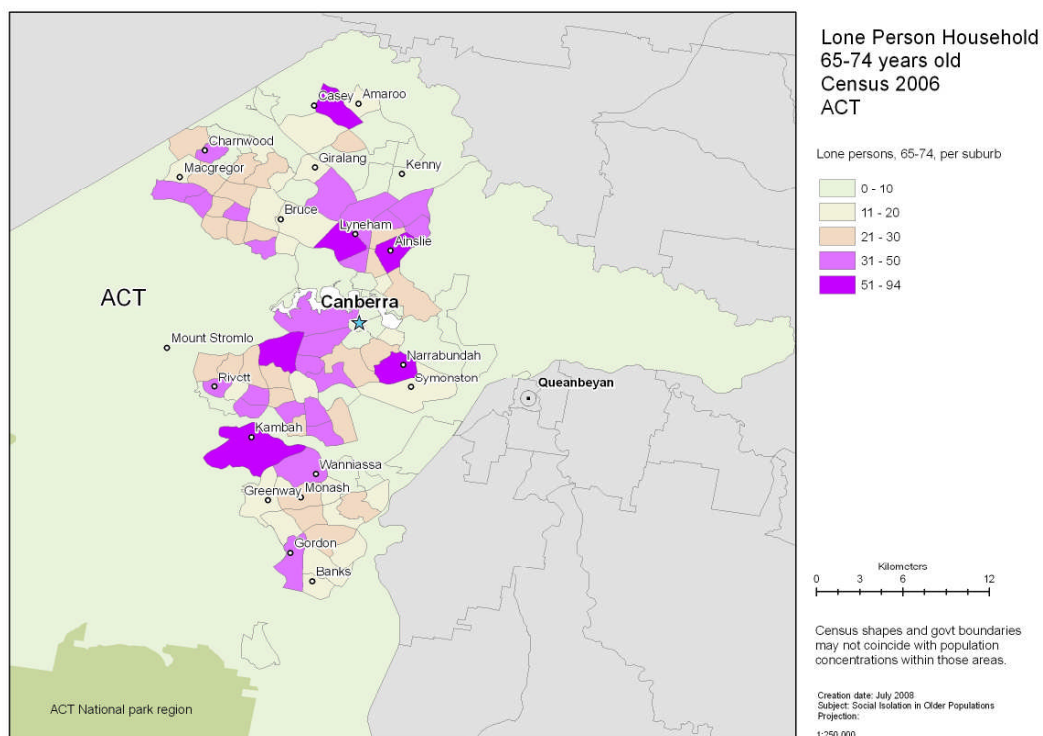 Lone Person Household
65-74 years old
Census 2006
ACT
Lone persons, 65-74, per suburb
0 - 10
11 - 20
21 - 30
31 - 50
51 - 94
Casey
Amaroo
Charnwood
Giralang
Kenny
Macgregor
Bruce
Lyneham
Ainslie
ACT
Canberra
Mount Stromlo
Narrabundah
Rivett
Symonston
Queanbeyan
Kambah
Wanniassa
Greenway
Monash
Gordon
Banks
ACT National park region
Kilometers
0 3 6 12
Census shapes and govt boundaries
may not coincide with population
concentrations within those areas.
Creation date: July 2008
Subject: Social Isolation in Older Populations
Projection:
1:250,000